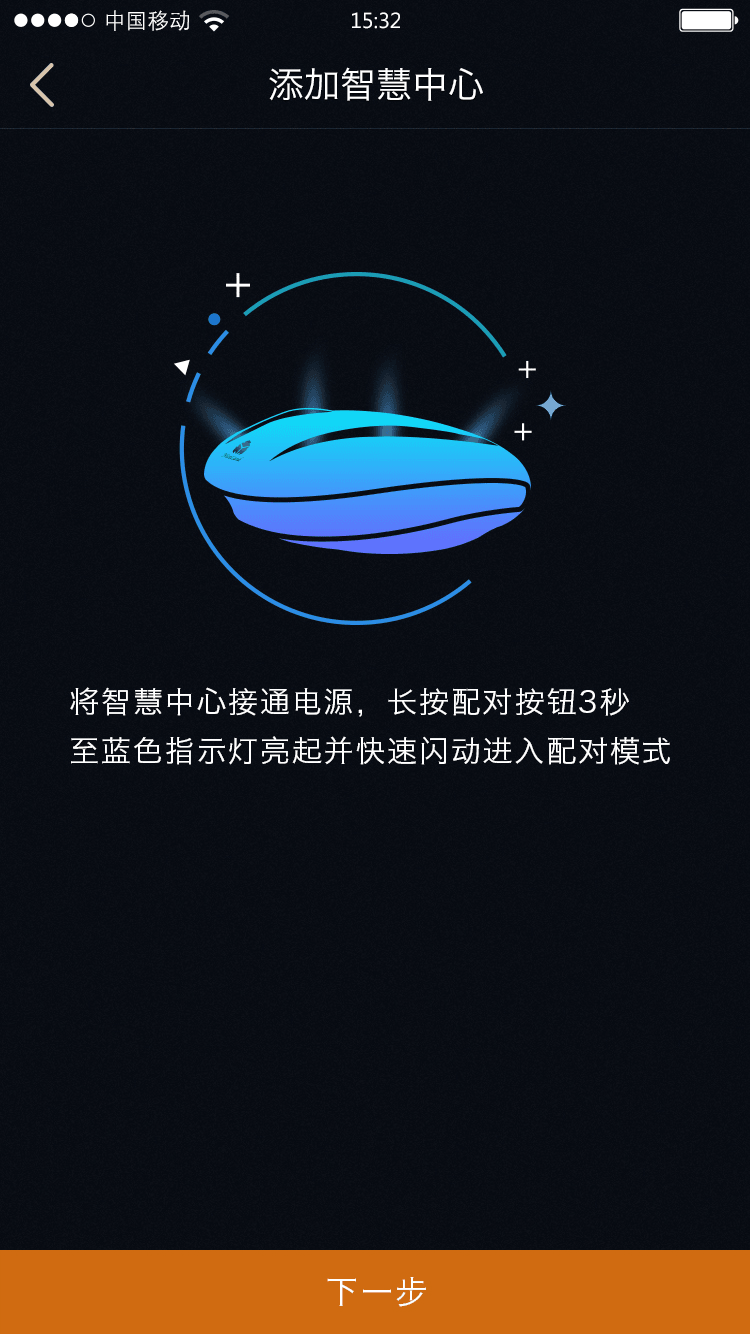 中国移动 15:32
添加智慧中心
将智慧中心接通电源，长按配对按钮3秒
至蓝色指示灯亮起并快速闪动进入配对模式
下一步